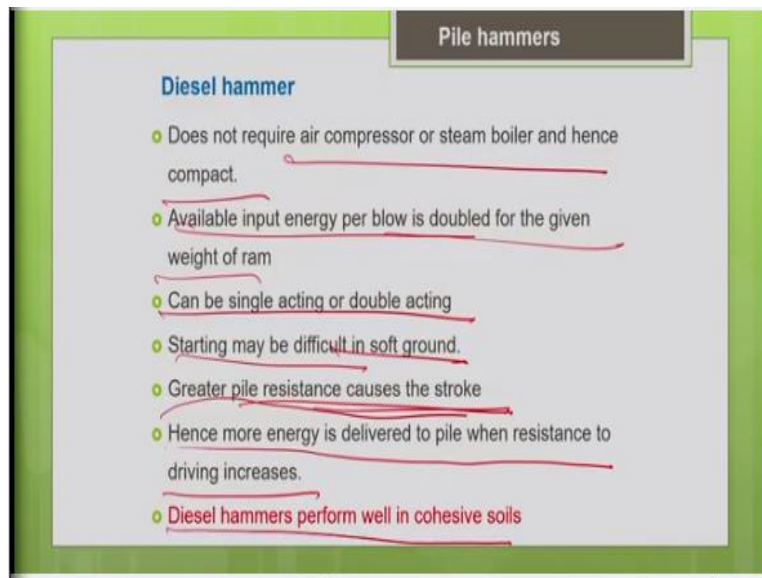 Pile hammers
Diesel hammer
Does not require air compressor or steam boiler and hence
compact.
Available input energy per blow is doubled for the given
weight of ram
Can be single acting or double acting
Starting may be difficult in soft ground.
Greater pile resistance causes the stroke
Hence more energy is delivered to pile when resistance to
driving increases.
Diesel hammers perform well in cohesive soils